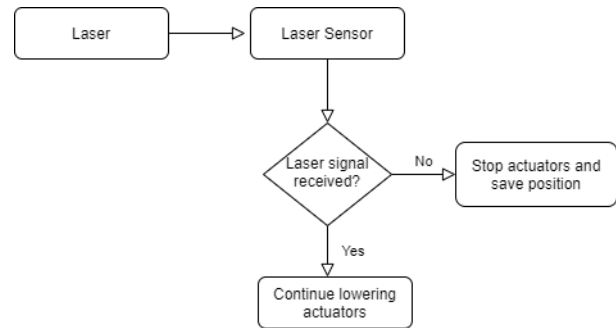 Laser
Laser Sensor
Laser signal
received?
No
Stop actuators and
save position
Yes
Continue lowering
actuators